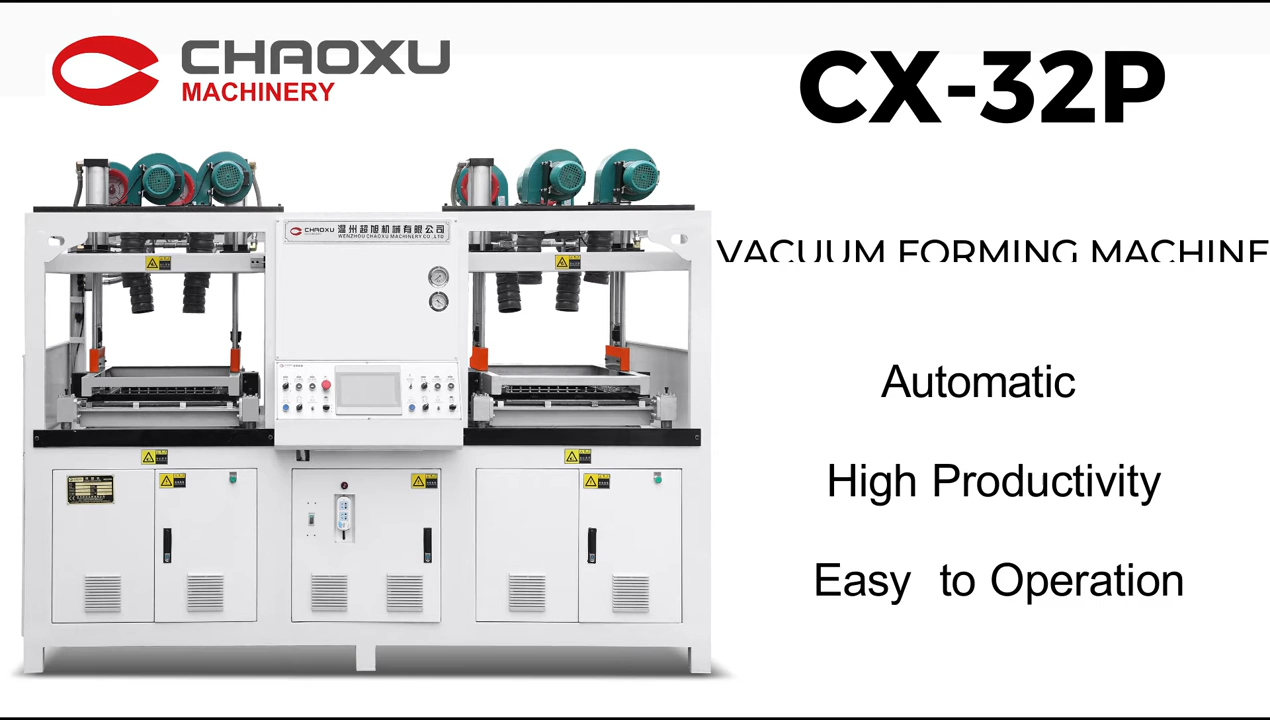 CHAOXU
MACHINERY
CX-32P
CHAOXU 温州超旭机械有限公司
WENZHOU CHAOXU MACHINERY CO.,LTD
VACUUM FORMING MACHINE
Automatic
High Productivity
Easy to Operation